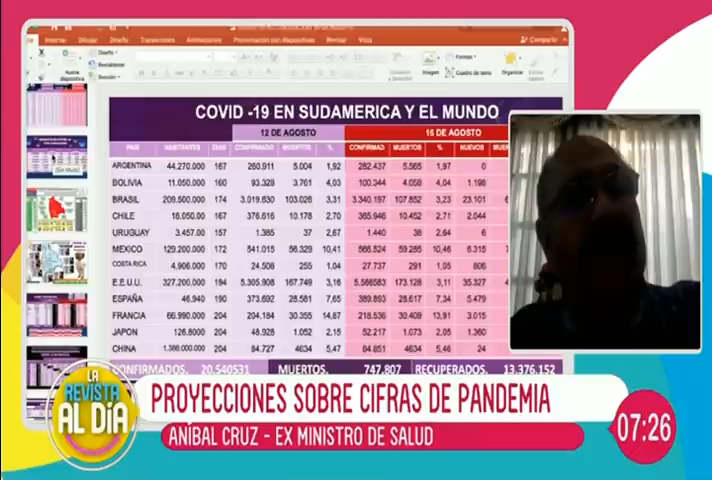 Compartir
Imagen
Formas
Cuadro de texto
Organizar
COVID -19 EN SUDAMERICA Y EL MUNDO
12 DE AGOSTO 16 DE AGOSTO
PAIS HABITANTES DIAS CONFIRMADO MUERTOS % CONFIRMAD MUERTOS % NUEVOS
ARGENTINA 44.270.000 167 260.911 5.004 1,92 282.437 5.565 1,97 0
BOLIVIA 11.050.000 160 93.328 3.761 4,03 100.344 4.058 4,04 1.198
BRASIL 209.500.000 174 3.019.630 103.026 3,31 3.340.197 107.852 3,23 23.101
CHILE 18.050.00 167 376.616 10.178 2,70 385.946 10.452 2,71 2.044
URUGUAY 3.457.00 157 1.385 37 2,67 1.440 38 2,64 6
MEXICO 129.200.000 172 541.015 56.329 10,41 566.524 59.265 10,46 6.315
COSTA RICA 4.906.000 170 24.508 255 1,04 27.737 291 1,05 806
E.E.U.U. 327.200.000 194 5.305.908 167.749 3,16 5.566583 173.128 3,11 35.327
ESPAÑA 46.940 190 373.692 28.581 7,65 389.893 28.617 7,34 5.479
FRANCIA 66.990.000 204 204.184 30.355 14,87 218.536 30.409 13,91 3.015
JAPON 126.8000 204 48.928 1.052 2,15 52.217 1.073 2,05 1.360
CHINA 1.386.000.000 204 84.727 4634 5,47 84.851 4634 5,46 24
CONFIRMADOS, 20.540531 MUERTOS, 747.807 RECUPERADOS, 13.376,152
LA
REVISTA
AL DÍA
PROYECCIONES SOBRE CIFRAS DE PANDEMIA
ANÍBAL CRUZ - EX MINISTRO DE SALUD
07:26